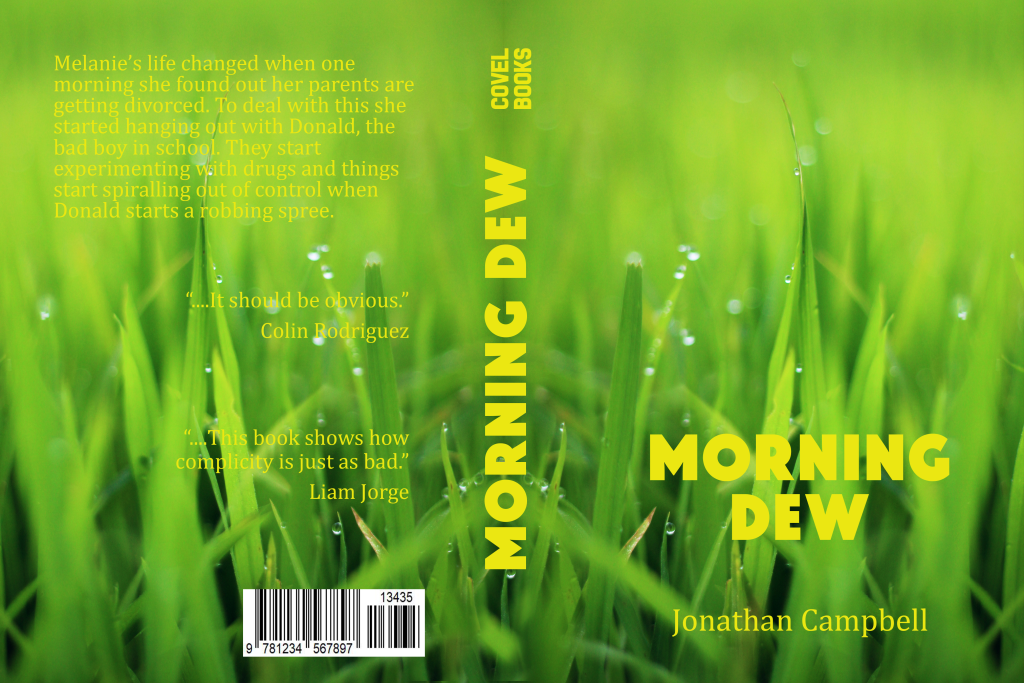 Melanie’s life changed when one
morning she found out her parents are
getting divorced. To deal with this she
started hanging out with Donald, the
bad boy in school. They start
experimenting with drugs and things
start spiralling out of control when
Donald starts a robbing spree.
“....It should be obvious.”
Colin Rodriguez
“....This book shows how
complicity is just as bad.”
Liam Jorge
13435
9 781234 567897
COVEL
BOOKS
MORNING DEW
MORNING
DEW
Jonathan Campbell